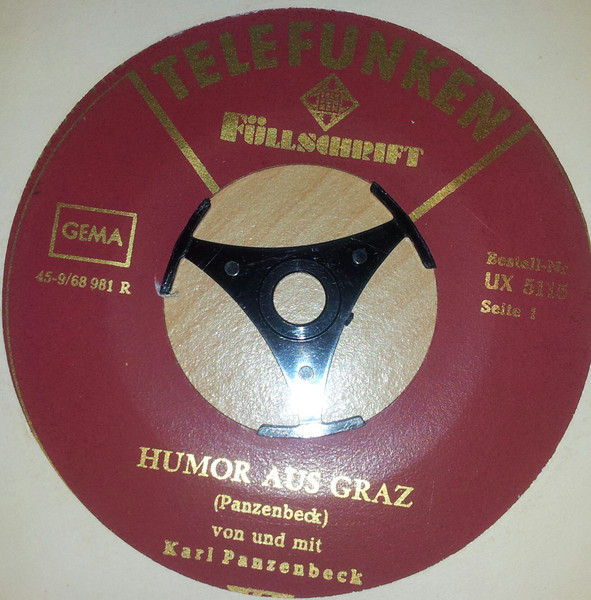 TELEFUNKEN
FÜLLSCHRIFT
GEMA
45-9/68 981 R
Bestell-Nr
UX 5115
Seite 1
HUMOR AUS GRAZ
(Panzenbeck)
von und mit
Karl Panzenbeck